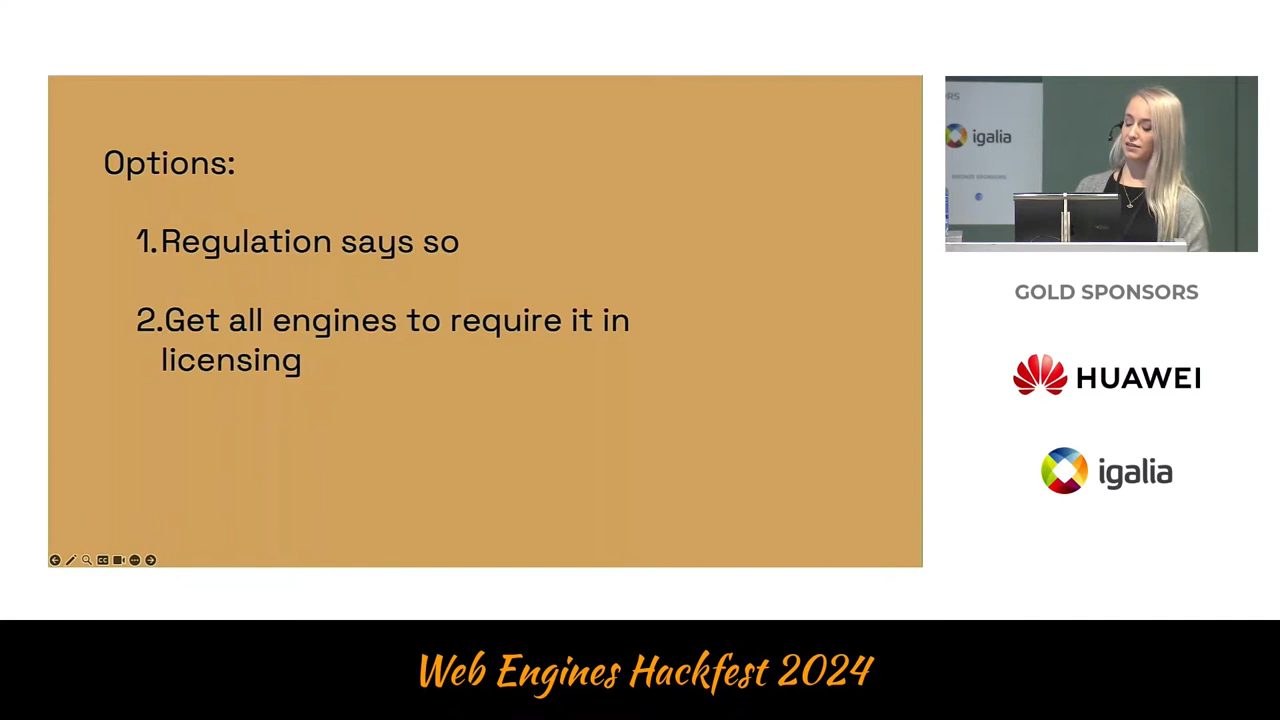 Options:
1.Regulation says so
2.Get all engines to require it in
licensing
igalia
GOLD SPONSORS
HUAWEI
igalia
Web Engines Hackfest 2024